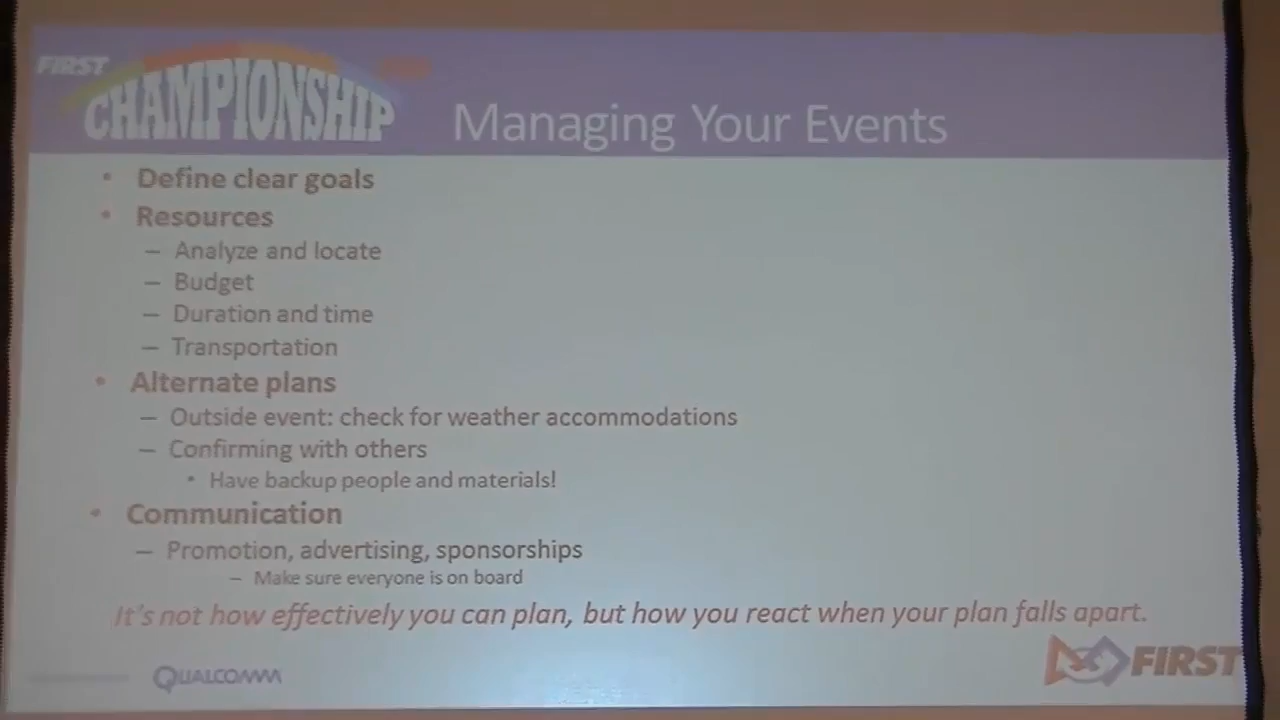 FIRST
CHAMPIONSHIP
Managing Your Events
• Define clear goals
• Resources
– Analyze and locate
– Budget
– Duration and time
– Transportation
• Alternate plans
– Outside event: check for weather accommodations
– Confirming with others
• Have backup people and materials!
• Communication
– Promotion, advertising, sponsorships
– Make sure everyone is on board
It's not how effectively you can plan, but how you react when your plan falls apart.
QUALCOMM
FIRST